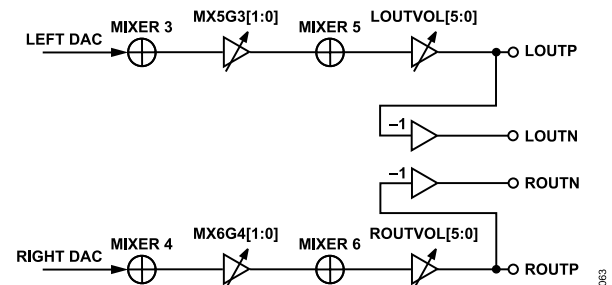 MIXER 3 MX5G3[1:0] MIXER 5 LOUTVOL[5:0]
LEFT DAC
LOUTP
–1
LOUTN
–1
ROUTN
MIXER 4 MX6G4[1:0] MIXER 6 ROUTVOL[5:0]
RIGHT DAC
ROUTP
063